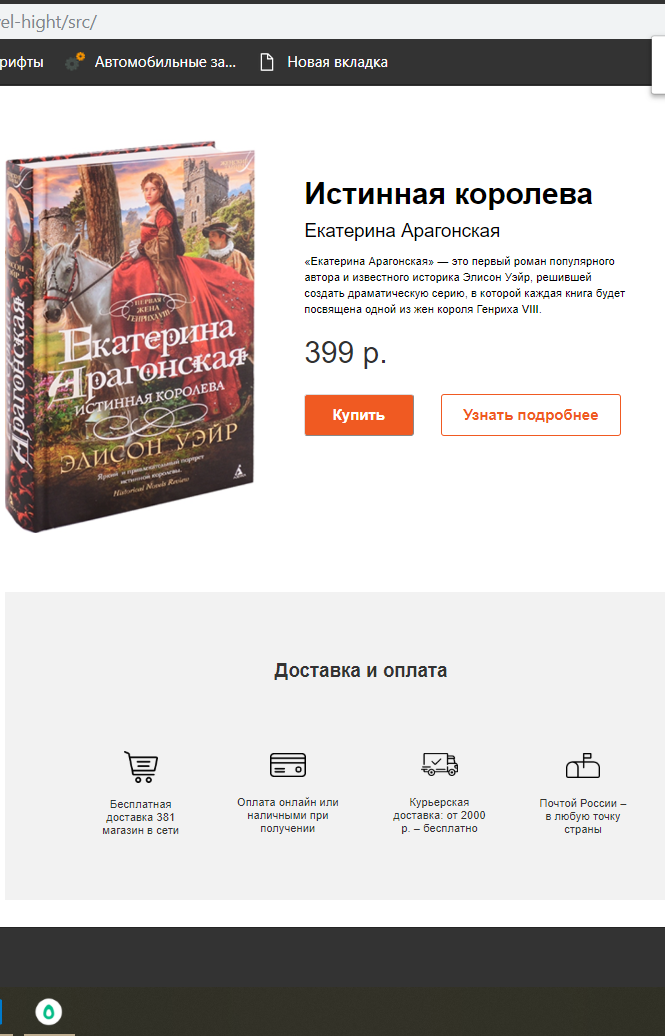 el-hight/src/
рифты
Автомобильные за...
Новая вкладка
ПЕРВАЯ
ЖЕНА
ГЕНРИХА VIII
Екатерина
Арагонская
ИСТИННАЯ КОРОЛЕВА
ЭЛИСОН УЭЙР
Яркий и привлекательный портрет
истинной королевы.
Historical Novels Review
Арагонская
Истинная королева
Екатерина Арагонская
«Екатерина Арагонская» — это первый роман популярного
автора и известного историка Элисон Уэйр, решившей
создать драматическую серию, в которой каждая книга будет
посвящена одной из жен короля Генриха VIII.
399 р.
Купить
Узнать подробнее
Доставка и оплата
Бесплатная
доставка 381
магазин в сети
Оплата онлайн или
наличными при
получении
Курьерская
доставка: от 2000
р. – бесплатно
Почтой России –
в любую точку
страны